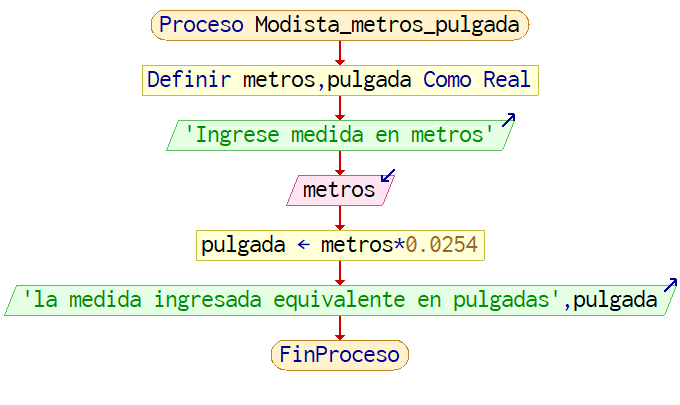 Proceso Modista_metros_pulgada
Definir metros,pulgada Como Real
'Ingrese medida en metros'
metros
pulgada ← metros*0.0254
'la medida ingresada equivalente en pulgadas',pulgada
FinProceso